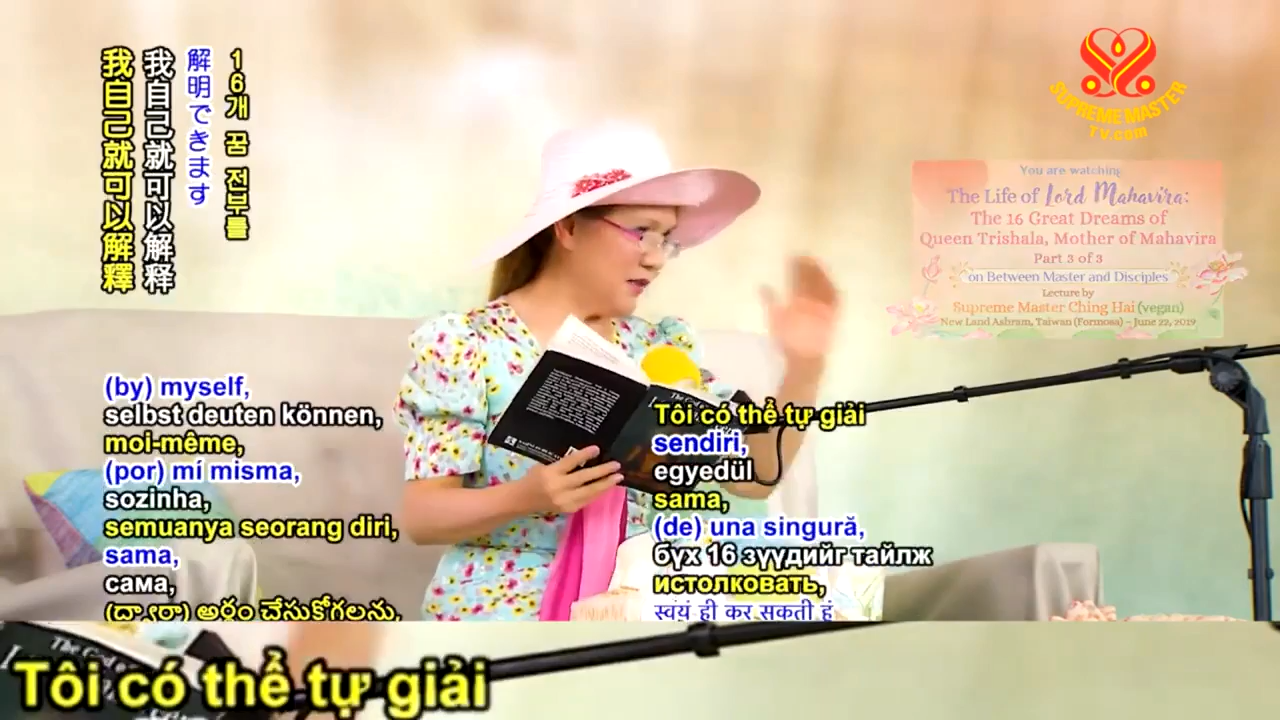 我自己就可以解釋
我自己就可以解释
解明できます
16개 꿈 전부를
SUPREME MASTER
TV.com
You are watching
The Life of Lord Mahavira:
The 16 Great Dreams of
Queen Trishala, Mother of Mahavira
Part 3 of 3
on Between Master and Disciples
Lecture by
Supreme Master Ching Hai (vegan)
New Land Ashram, Taiwan (Formosa) – June 22, 2019
(by) myself,
selbst deuten können,
moi-même,
(por) mí misma,
sozinha,
semuanya seorang diri,
sama,
сама,
(ద్వారా) అర్థం చేసుకోగలను,
Tôi có thể tự giải
sendiri,
egyedül
sama,
(de) una singură,
бүх 16 зүүдийг тайлж
истолковать,
स्वयं ही कर सकती हूं
The God
Tôi có thể tự giải